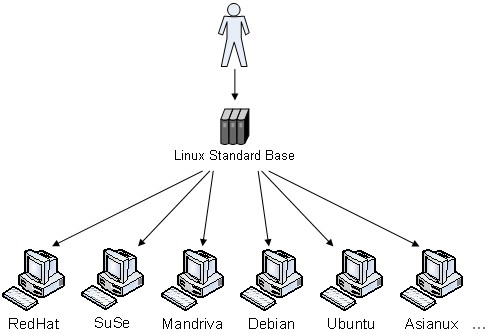 Linux Standard Base
RedHat SuSe Mandriva Debian Ubuntu Asianux ...